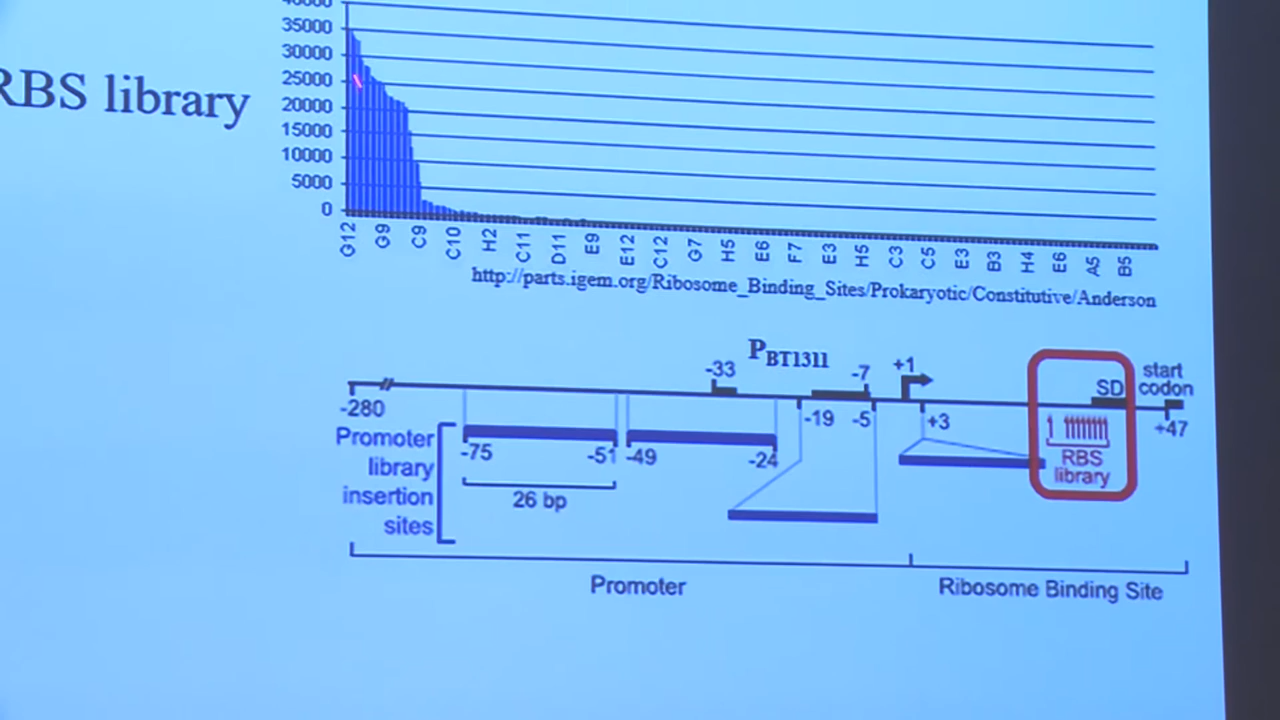 RBS library
35000
30000
25000
20000
15000
10000
5000
0
G12 G9 C9 C10 H2 C11 D11 E9 E12 C12 G7 H5 E6 F7 E3 H5 C3 C5 E3 B3 H4 E6 A5 B5
http://parts.igem.org/Ribosome_Binding_Sites/Prokaryotic/Constitutive/Anderson
PBT1311
-33 -7 +1 start
SD codon
-280 -19 -5 +3 +47
Promoter
library
insertion
sites
-75 -51 -49 -24
26 bp
RBS
library
Promoter Ribosome Binding Site